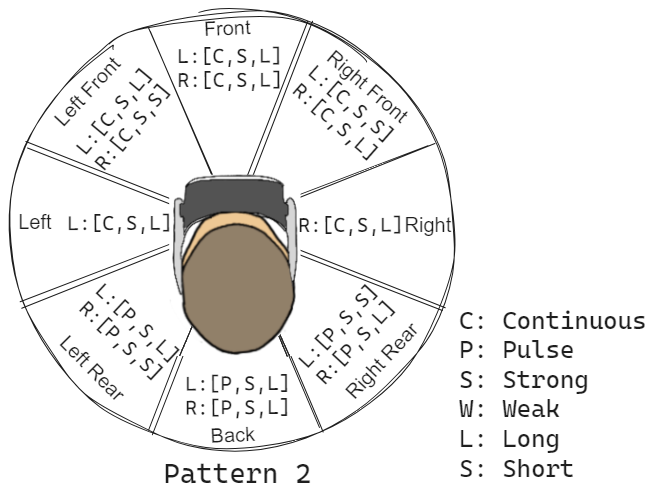 Front
L:[C,S,L]
R:[C,S,L]
Right Front
L:[C,S,S]
R:[C,S,L]
Left Front
L:[C,S,L]
R:[C,S,S]
Left
L:[C,S,L]
R:[C,S,L]
Right
L:[P,S,L]
R:[P,S,S]
Left Rear
L:[P,S,S]
R:[P,S,L]
Right Rear
L:[P,S,L]
R:[P,S,L]
Back
Pattern 2
C: Continuous
P: Pulse
S: Strong
W: Weak
L: Long
S: Short